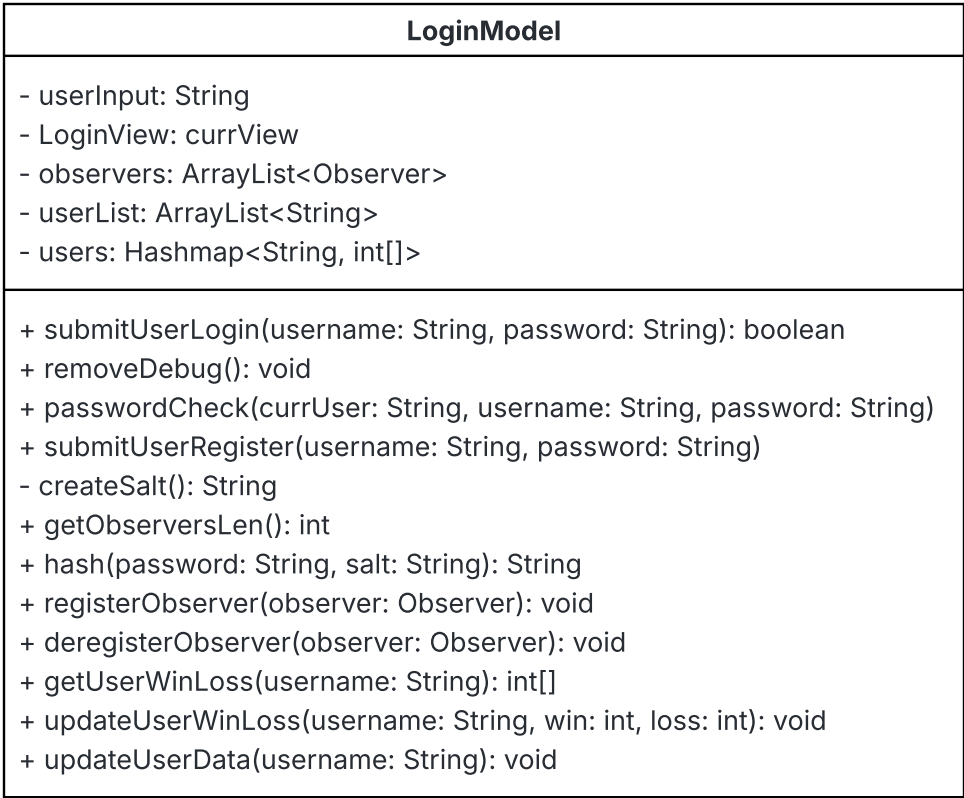 LoginModel
- userInput: String
- LoginView: currView
- observers: ArrayList<Observer>
- userList: ArrayList<String>
- users: Hashmap<String, int[]>
+ submitUserLogin(username: String, password: String): boolean
+ removeDebug(): void
+ passwordCheck(currUser: String, username: String, password: String)
+ submitUserRegister(username: String, password: String)
- createSalt(): String
+ getObserversLen(): int
+ hash(password: String, salt: String): String
+ registerObserver(observer: Observer): void
+ deregisterObserver(observer: Observer): void
+ getUserWinLoss(username: String): int[]
+ updateUserWinLoss(username: String, win: int, loss: int): void
+ updateUserData(username: String): void